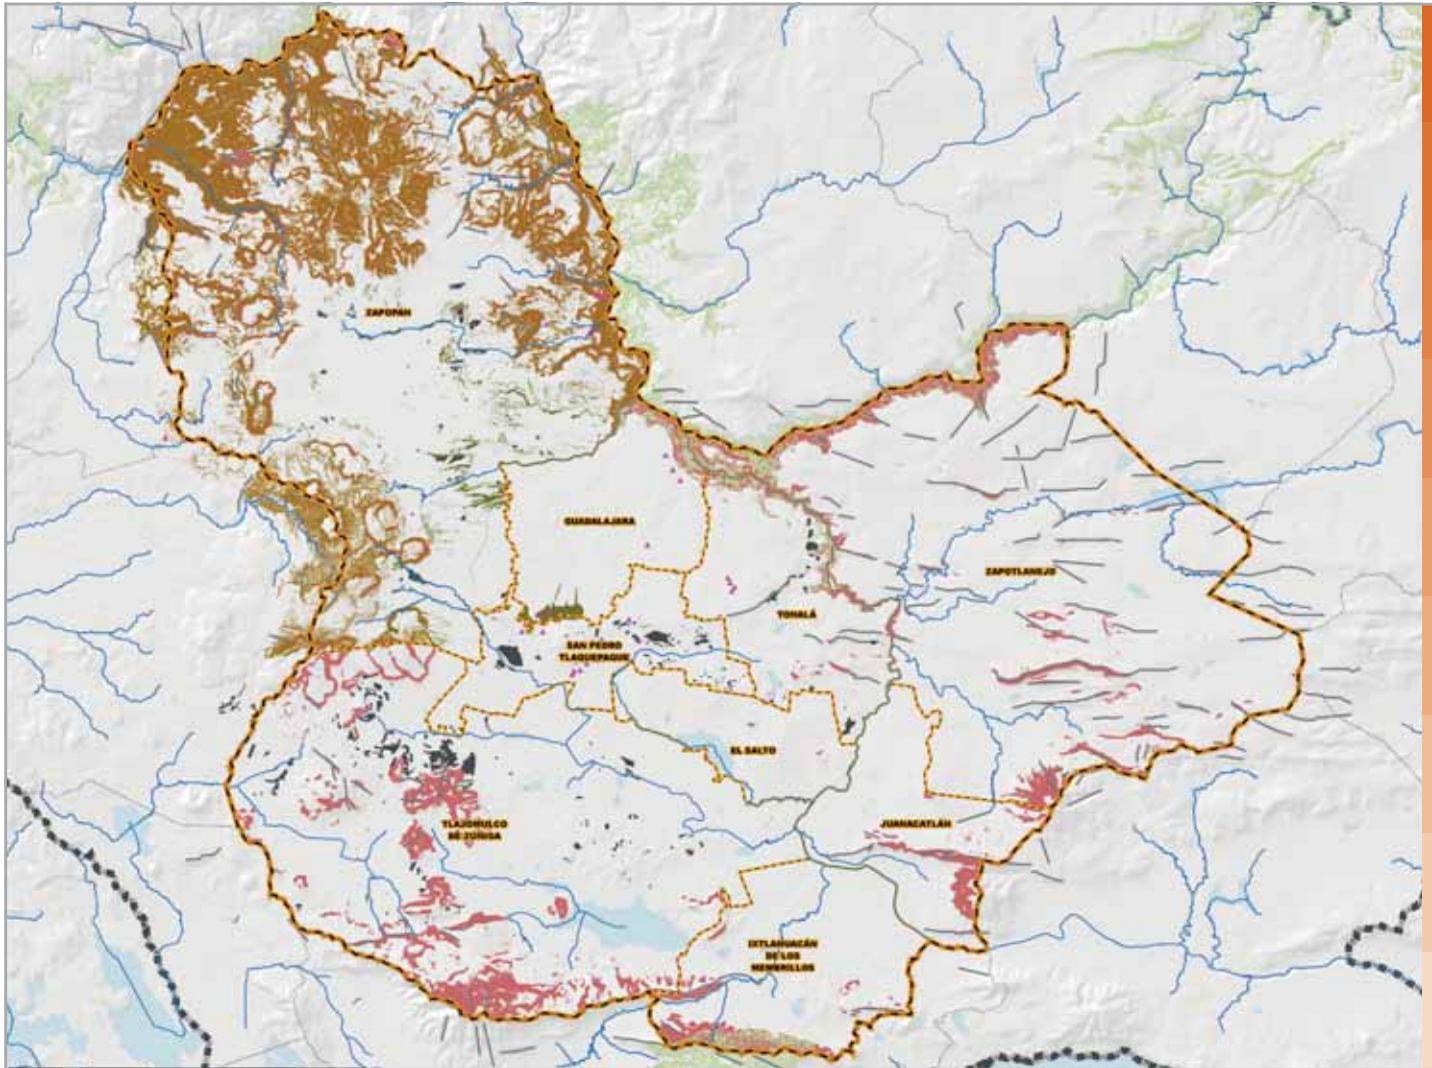 ZAPOPAN
GUADALAJARA
ZAPOTLANEJO
TONALÁ
SAN PEDRO
TLAQUEPAQUE
EL SALTO
TLAJOMULCO
DE ZÚÑIGA
JUANACATLÁN
IXTLAHUACÁN
DE LOS
MEMBRILLOS